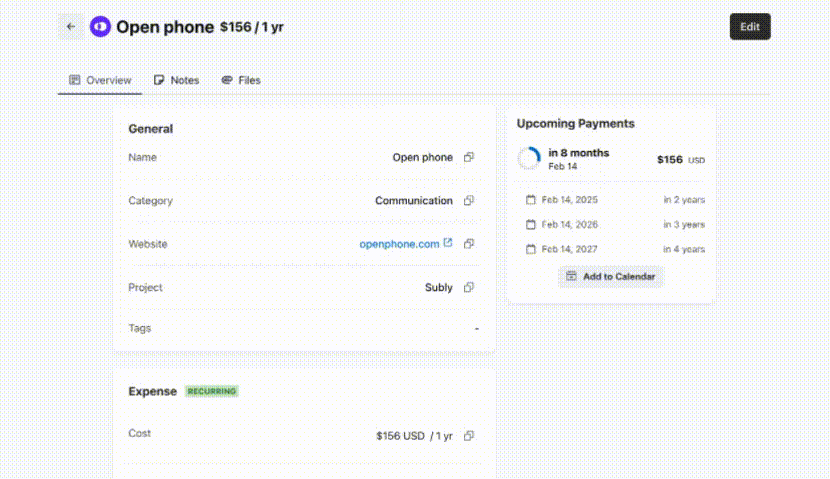 Open phone $156 / 1 yr
Edit
Overview Notes Files
General
Name Open phone
Category Communication
Website openphone.com
Project Subly
Tags -
Expense RECURRING
Cost $156 USD / 1 yr
Upcoming Payments
in 8 months $156 USD
Feb 14
Feb 14, 2025 in 2 years
Feb 14, 2026 in 3 years
Feb 14, 2027 in 4 years
Add to Calendar